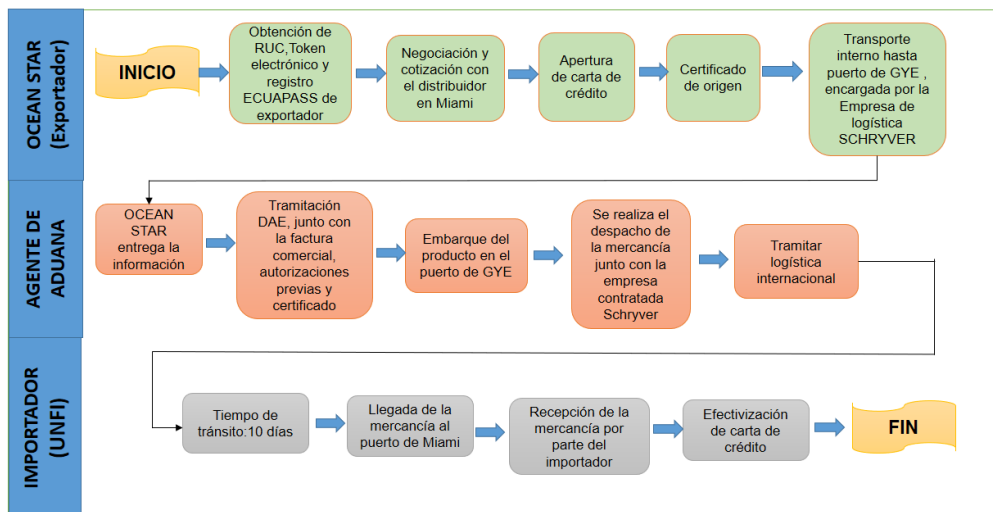 OCEAN STAR
(Exportador)
INICIO
Obtención de
RUC,Token
electrónico y
registro
ECUAPASS de
exportador
Negociación y
cotización con
el distribuidor
en Miami
Apertura de
carta de
crédito
Certificado
de origen
Transporte
interno hasta
puerto de GYE ,
encargada por la
Empresa de
logística
SCHRYVER
AGENTE DE
ADUANA
OCEAN
STAR
entrega la
información
Tramitación
DAE, junto con
la factura
comercial,
autorizaciones
previas y
certificado
Embarque del
producto en el
puerto de GYE
Se realiza el
despacho de
la mercancía
junto con la
empresa
contratada
Schryver
Tramitar
logística
internacional
IMPORTADOR
(UNFI)
Tiempo de
tránsito:10 días
Llegada de la
mercancía al
puerto de Miami
Recepción de la
mercancía por
parte del
importador
Efectivización
de carta de
crédito
FIN